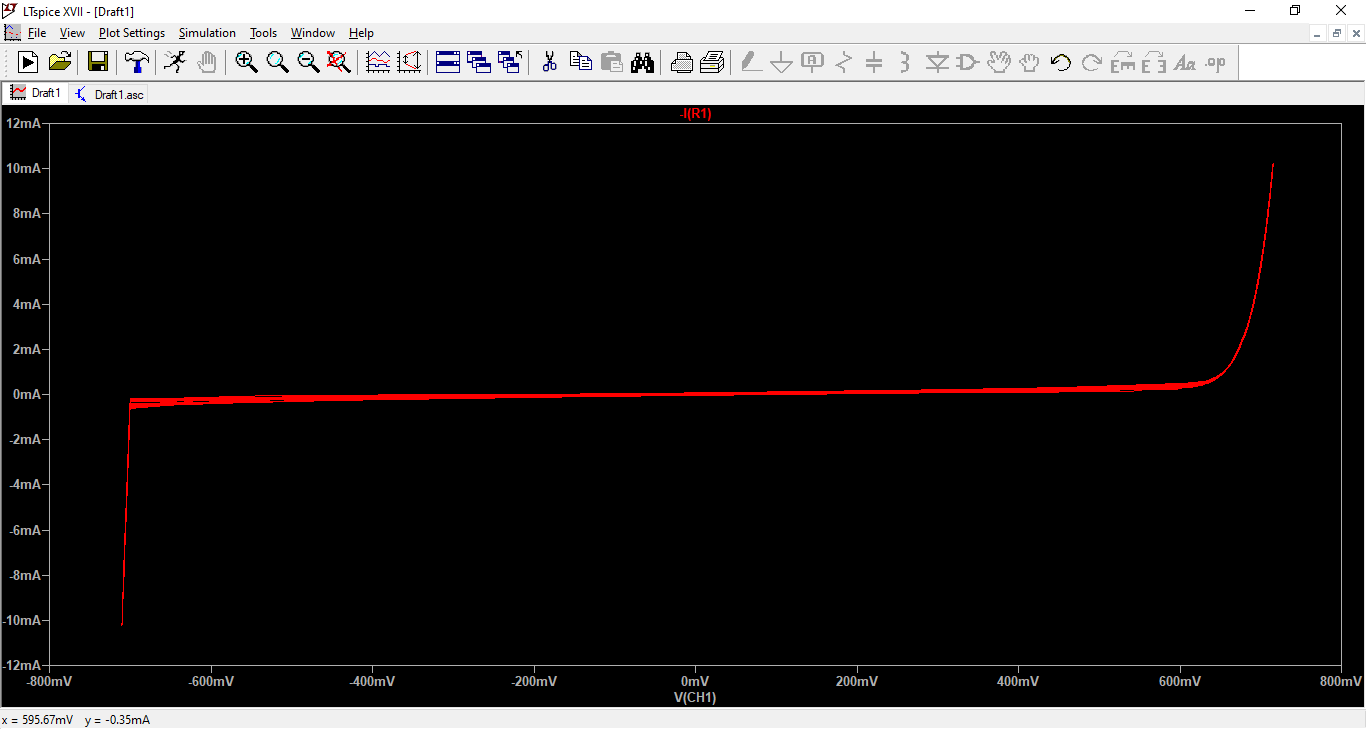 LTspice XVII - [Draft1]
File View Plot Settings Simulation Tools Window Help
Draft1 Draft1.asc
-I(R1)
12mA
10mA
8mA
6mA
4mA
2mA
0mA
-2mA
-4mA
-6mA
-8mA
-10mA
-12mA
-800mV -600mV -400mV -200mV 0mV 200mV 400mV 600mV 800mV
V(CH1)
x = 595.67mV y = -0.35mA